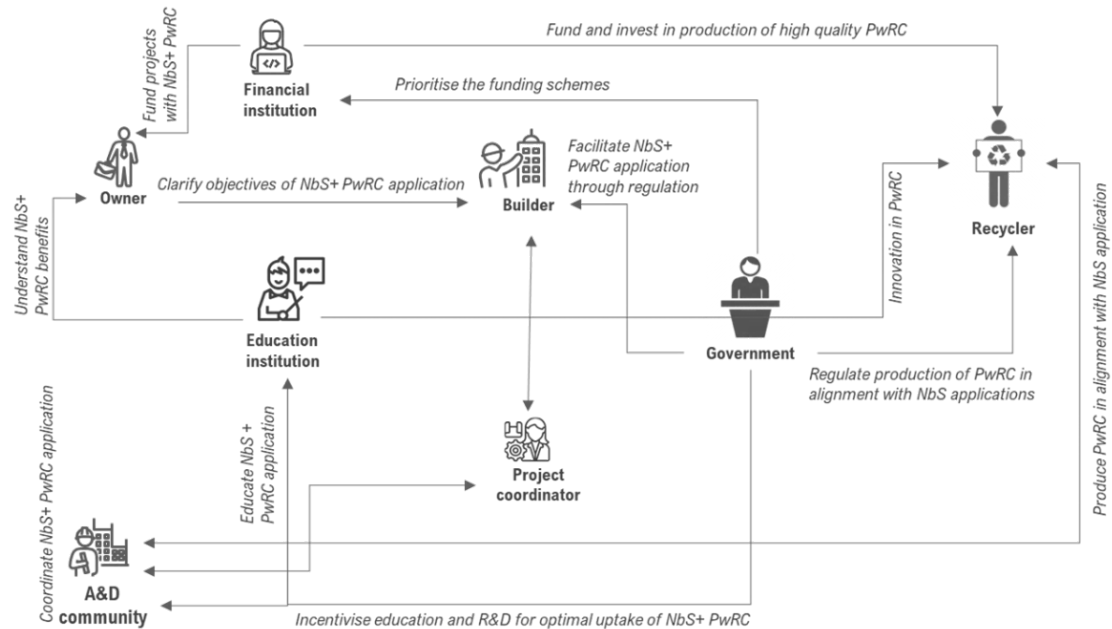 Fund and invest in production of high quality PwRC
Fund projects
with NbS+ PwRC
Financial
institution
Prioritise the funding schemes
Owner
Clarify objectives of NbS+ PwRC application
Builder
Facilitate NbS+
PwRC application
through regulation
Recycler
Understand NbS+
PwRC benefits
Innovation in PwRC
Education
institution
Government
Regulate production of PwRC in
alignment with NbS applications
Produce PwRC in alignment with NbS application
Educate NbS +
PwRC application
Project
coordinator
Coordinate NbS+ PwRC application
A&D
community
Incentivise education and R&D for optimal uptake of NbS+ PwRC